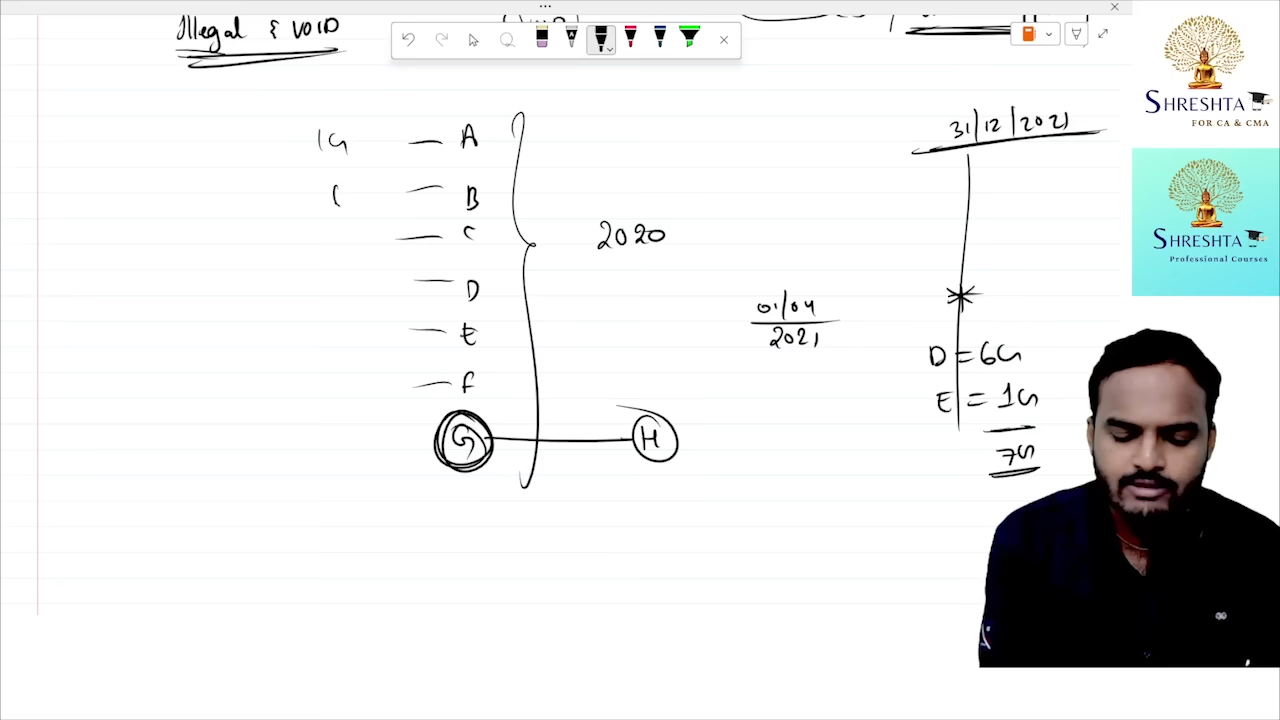 Illegal & VOID
31/12/2021
1G — A
— B
— C
2020
— D
01/04
2021
— E
D = 6G
— F
E = 1G
G — H
7G
SHRESHTA
FOR CA & CMA
SHRESHTA
Professional Courses